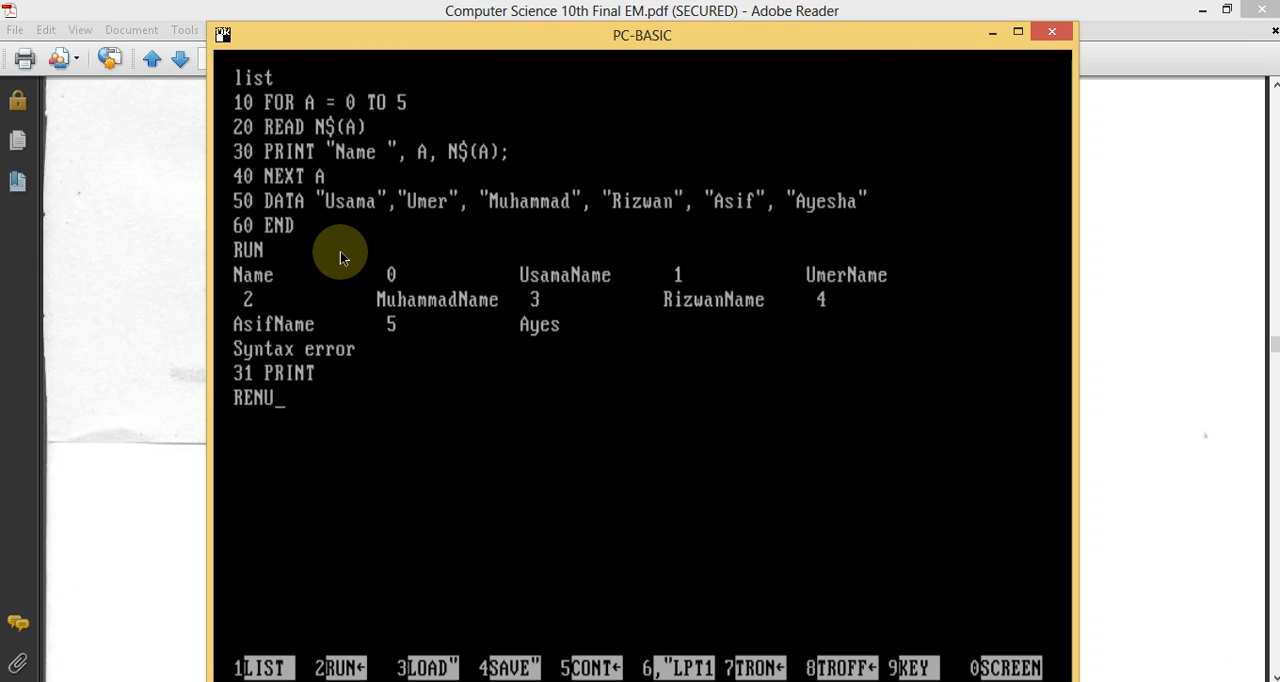 Computer Science 10th Final EM.pdf (SECURED) - Adobe Reader
File Edit View Document Tools
PC-BASIC
list
10 FOR A = 0 TO 5
20 READ N$(A)
30 PRINT "Name ", A, N$(A);
40 NEXT A
50 DATA "Usama","Umer", "Muhammad", "Rizwan", "Asif", "Ayesha"
60 END
RUN
Name 0 UsamaName 1 UmerName
2 MuhammadName 3 RizwanName 4
AsifName 5 Ayes
Syntax error
31 PRINT
RENU_
1LIST 2RUN← 3LOAD" 4SAVE" 5CONT← 6,"LPT1 7TRON← 8TROFF← 9KEY 0SCREEN